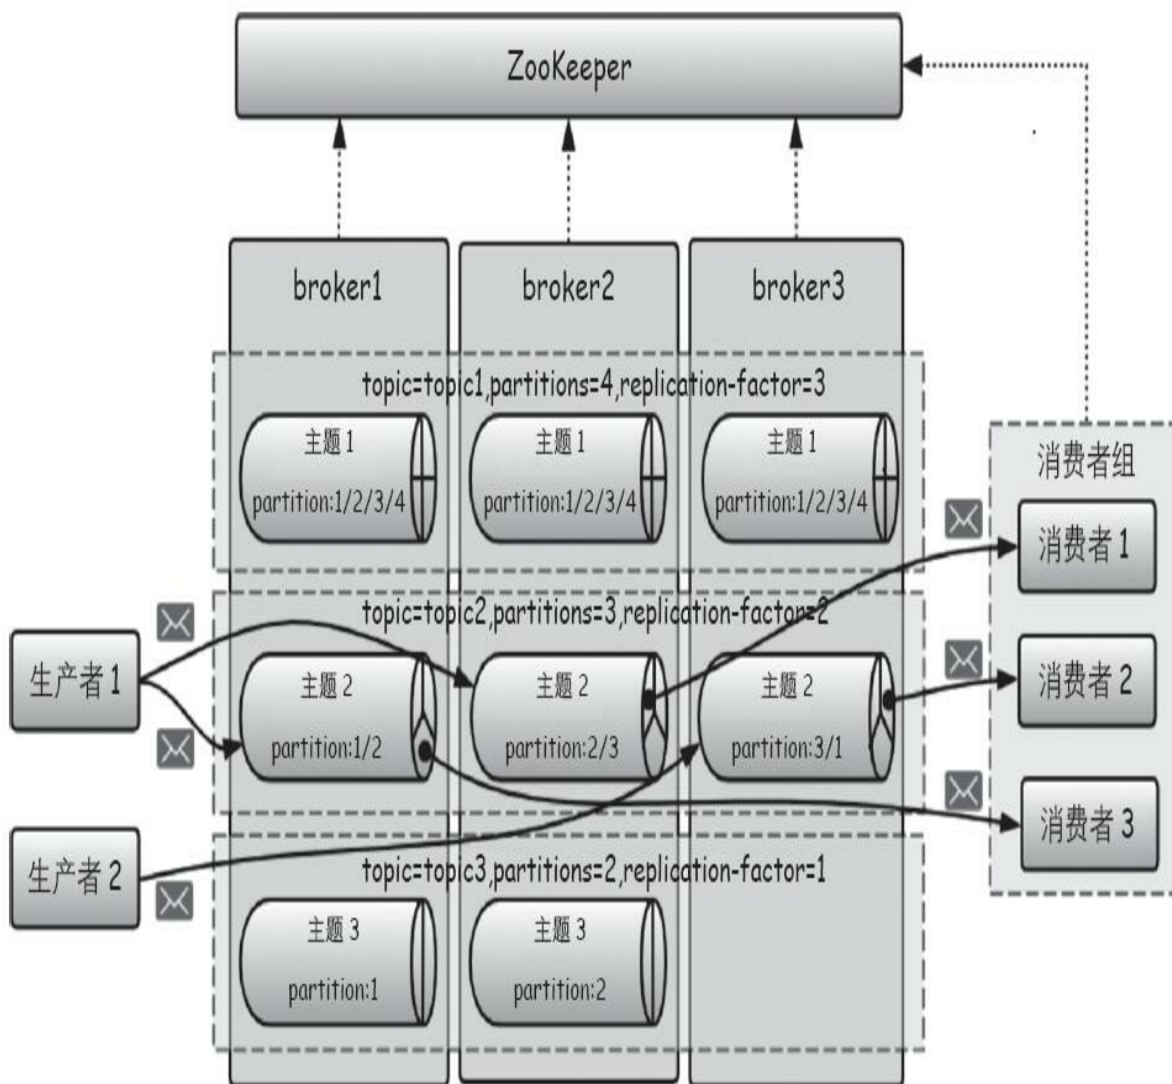 ZooKeeper
broker1
broker2
broker3
topic=topic1,partitions=4,replication-factor=3
主题 1
partition:1/2/3/4
主题 1
partition:1/2/3/4
主题 1
partition:1/2/3/4
topic=topic2,partitions=3,replication-factor=2
主题 2
partition:1/2
主题 2
partition:2/3
主题 2
partition:3/1
topic=topic3,partitions=2,replication-factor=1
主题 3
partition:1
主题 3
partition:2
生产者 1
生产者 2
消费者组
消费者 1
消费者 2
消费者 3